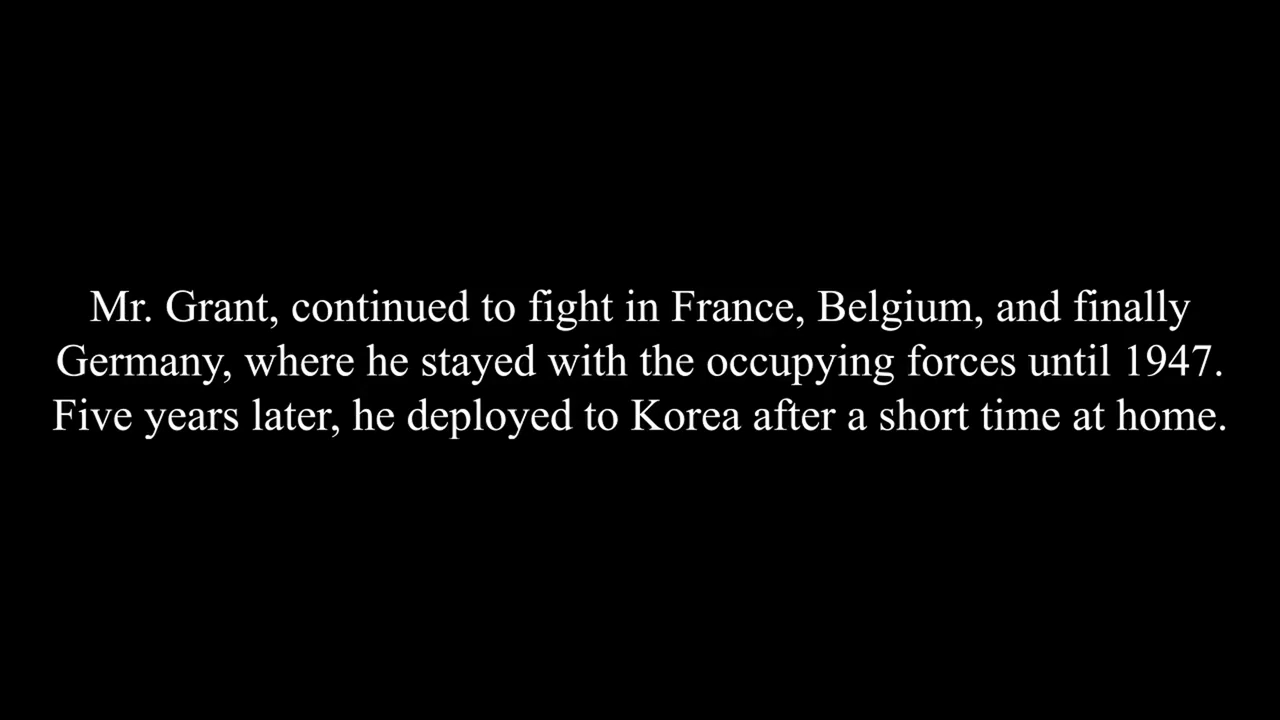 Mr. Grant, continued to fight in France, Belgium, and finally
Germany, where he stayed with the occupying forces until 1947.
Five years later, he deployed to Korea after a short time at home.